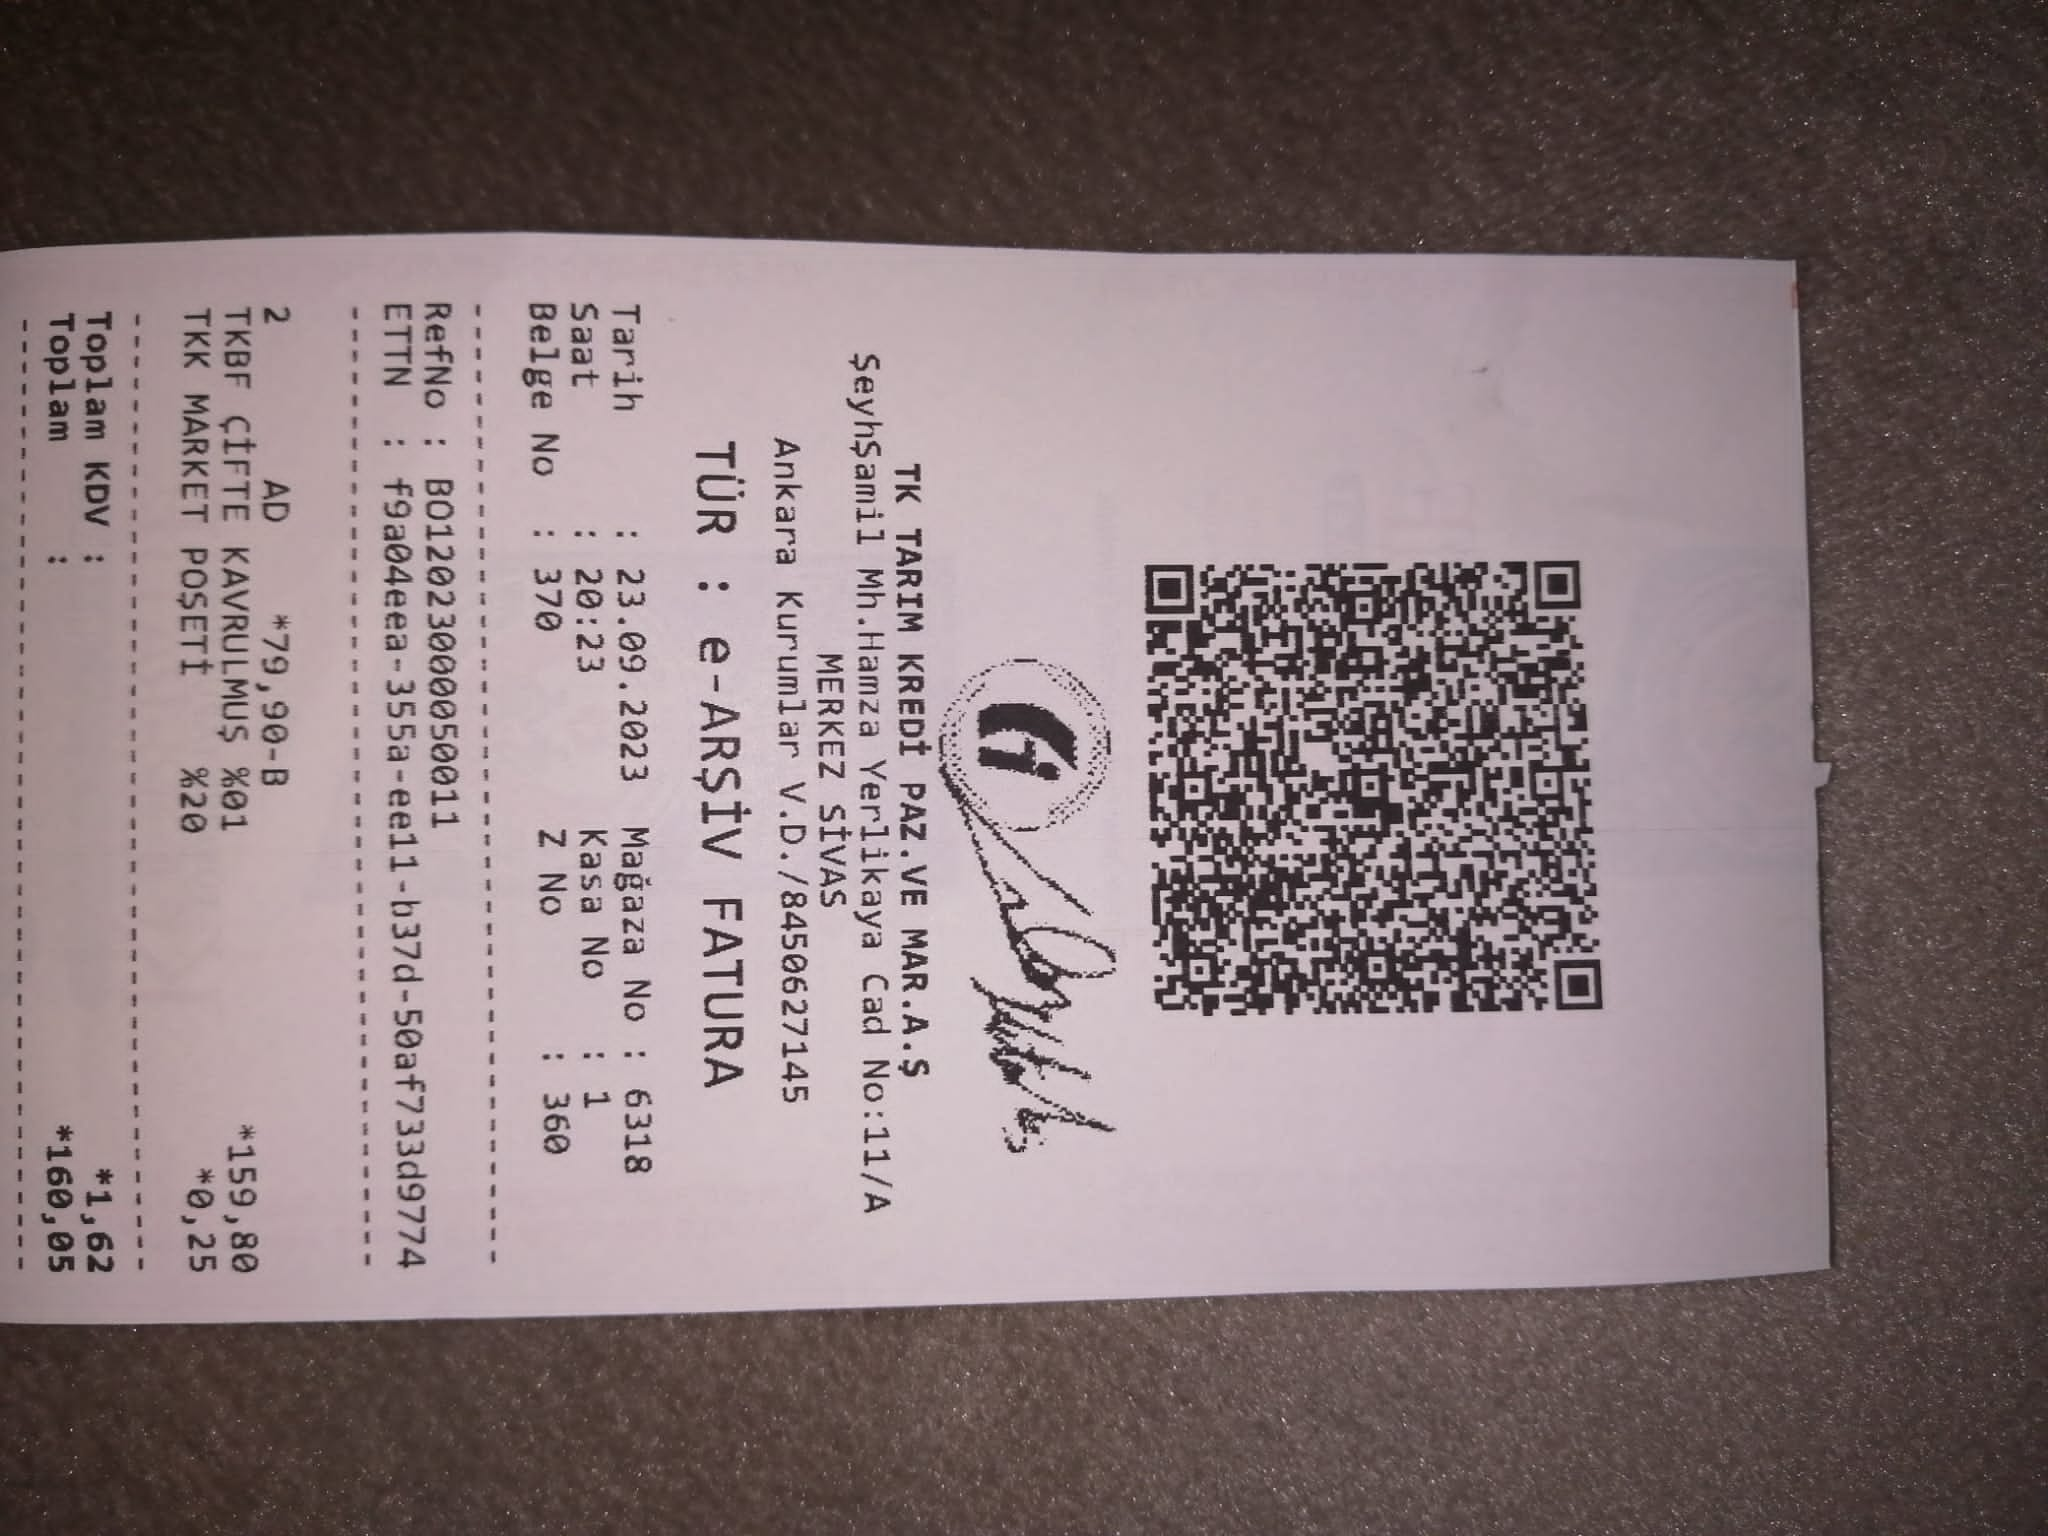 TK TARIM KREDİ PAZ.VE MAR.A.Ş
ŞeyhŞamil Mh.Hamza Yerlikaya Cad No:11/A
MERKEZ SİVAS
Ankara Kurumlar V.D./8450627145
TÜR : e-ARŞİV FATURA
Tarih : 23.09.2023 Mağaza No : 6318
Saat : 20:23 Kasa No : 1
Belge No : 370 Z No : 360
RefNo : BO12023000050011
ETTN : f9a04eea-355a-ee11-b37d-50af733d9774
2 AD *79,90-B
TKBF ÇİFTE KAVRULMUŞ %01 *159,80
TKK MARKET POŞETİ %20 *0,25
Toplam KDV : *1,62
Toplam : *160,05